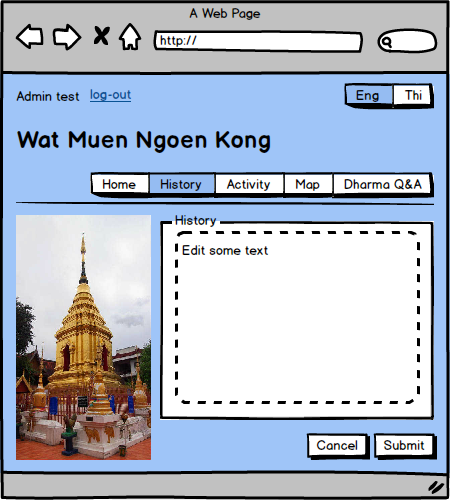 A Web Page
http://
Admin test log-out
Eng Thi
Wat Muen Ngoen Kong
Home History Activity Map Dharma Q&A
History
Edit some text
Cancel Submit